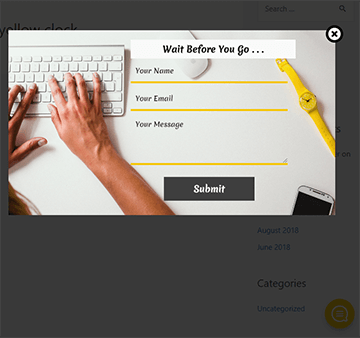 Search ...
yellow clock
Wait Before You Go . . .
Your Name
Your Email
Your Message
Submit
August 2018
June 2018
Categories
Uncategorized